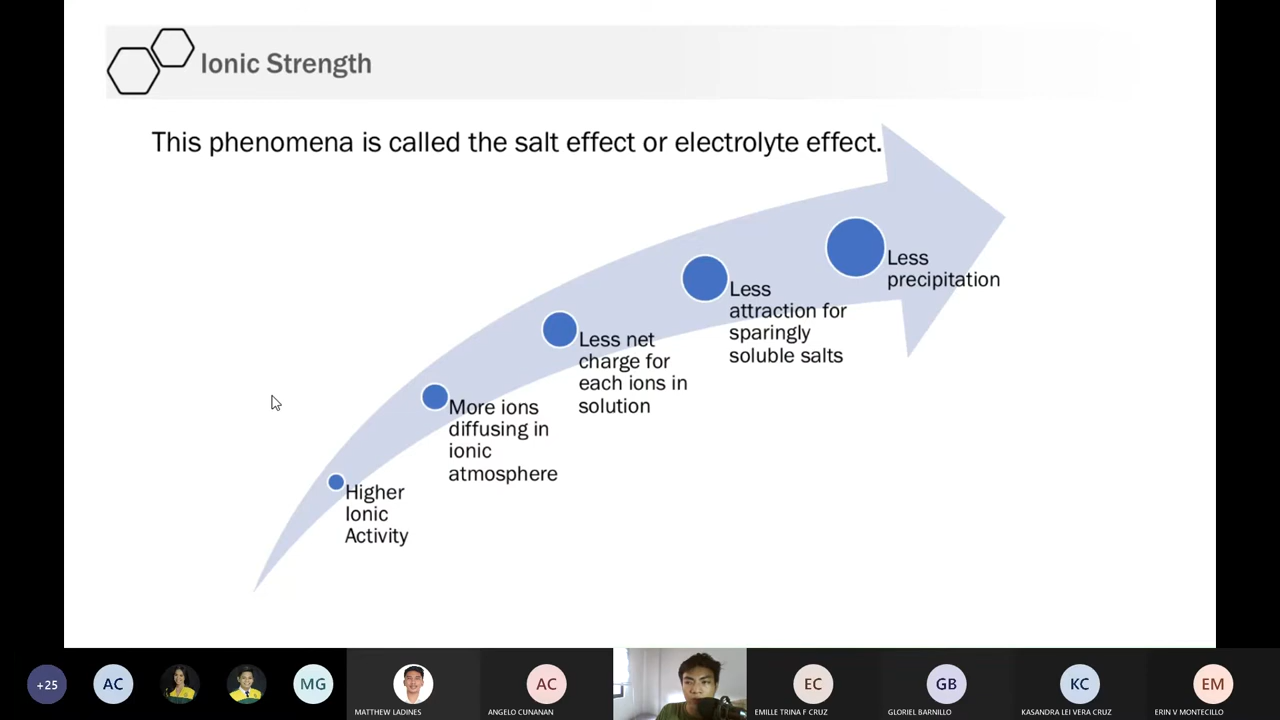 Ionic Strength
This phenomena is called the salt effect or electrolyte effect.
Less
precipitation
Less
attraction for
sparingly
soluble salts
Less net
charge for
each ions in
solution
More ions
diffusing in
ionic
atmosphere
Higher
Ionic
Activity
+25
AC
MG
MATTHEW LADINES
AC
ANGELO CUNANAN
EC
EMILLE TRINA F CRUZ
GB
GLORIEL BARNILLO
KC
KASANDRA LEI VERA CRUZ
EM
ERIN V MONTECILLO